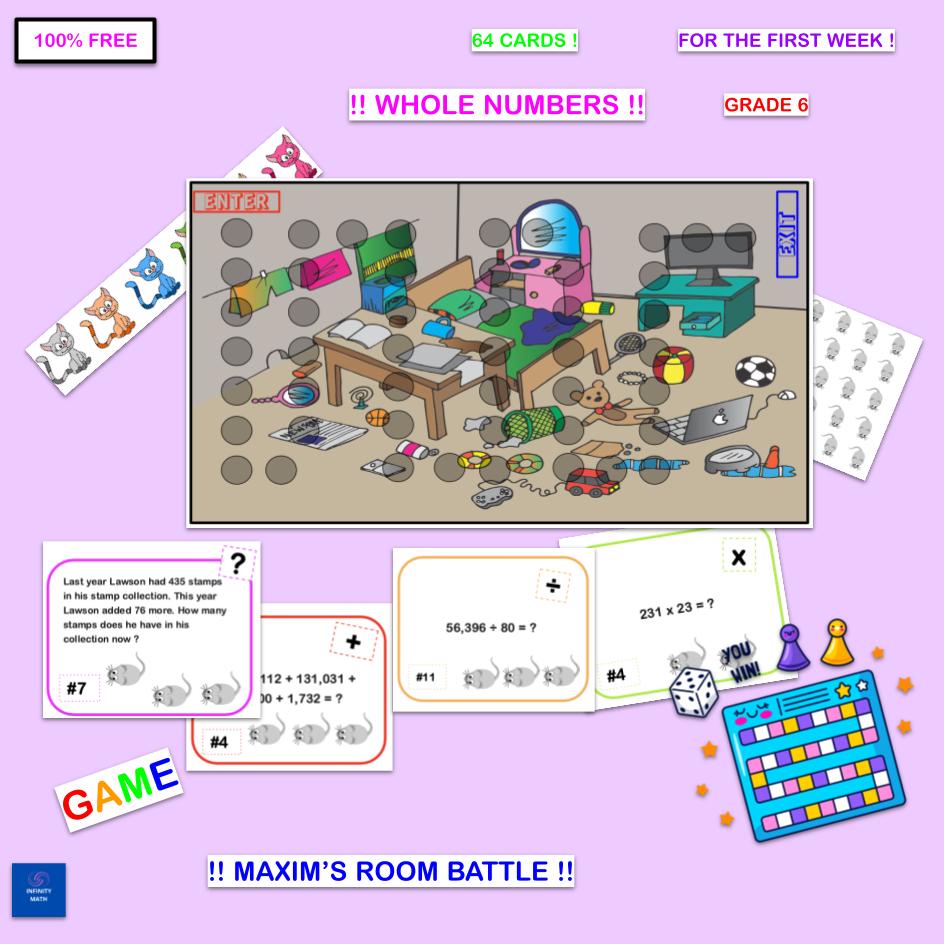 100% FREE
64 CARDS !
FOR THE FIRST WEEK !
!! WHOLE NUMBERS !!
GRADE 6
ENTER
EXIT
?
Last year Lawson had 435 stamps
in his stamp collection. This year
Lawson added 76 more. How many
stamps does he have in his
collection now ?
#7
+
112 + 131,031 +
00 + 1,732 = ?
#4
÷
56,396 ÷ 80 = ?
#11
X
231 x 23 = ?
#4
YOU
WIN!
GAME
!! MAXIM'S ROOM BATTLE !!
INFINITY
MATH